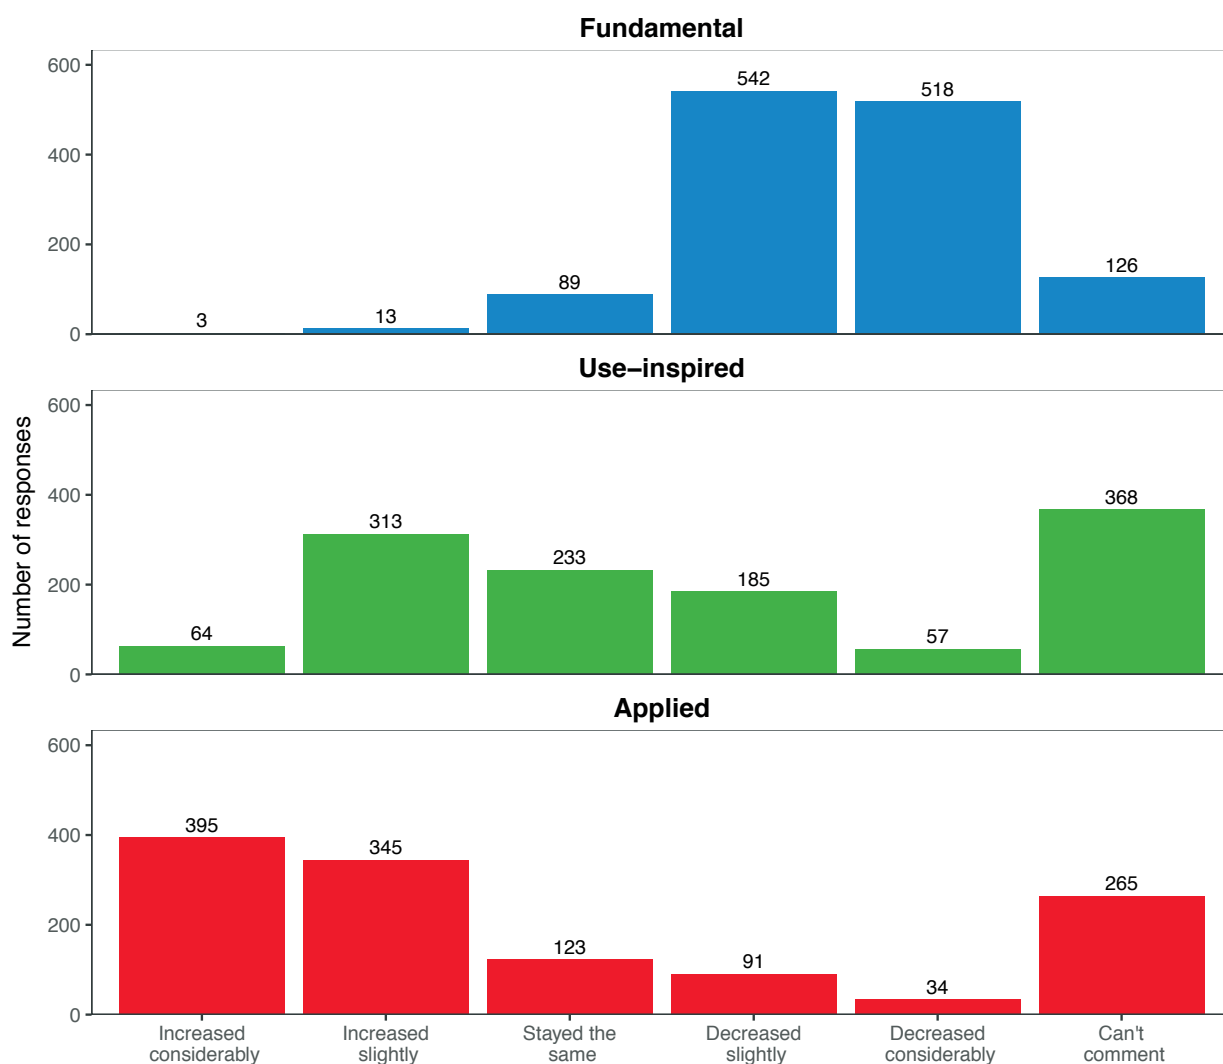 Fundamental
600
400
200
0
3
13
89
542
518
126
Use–inspired
Number of responses
600
400
200
0
64
313
233
185
57
368
Applied
600
400
200
0
395
345
123
91
34
265
Increased
considerably
Increased
slightly
Stayed the
same
Decreased
slightly
Decreased
considerably
Can't
comment